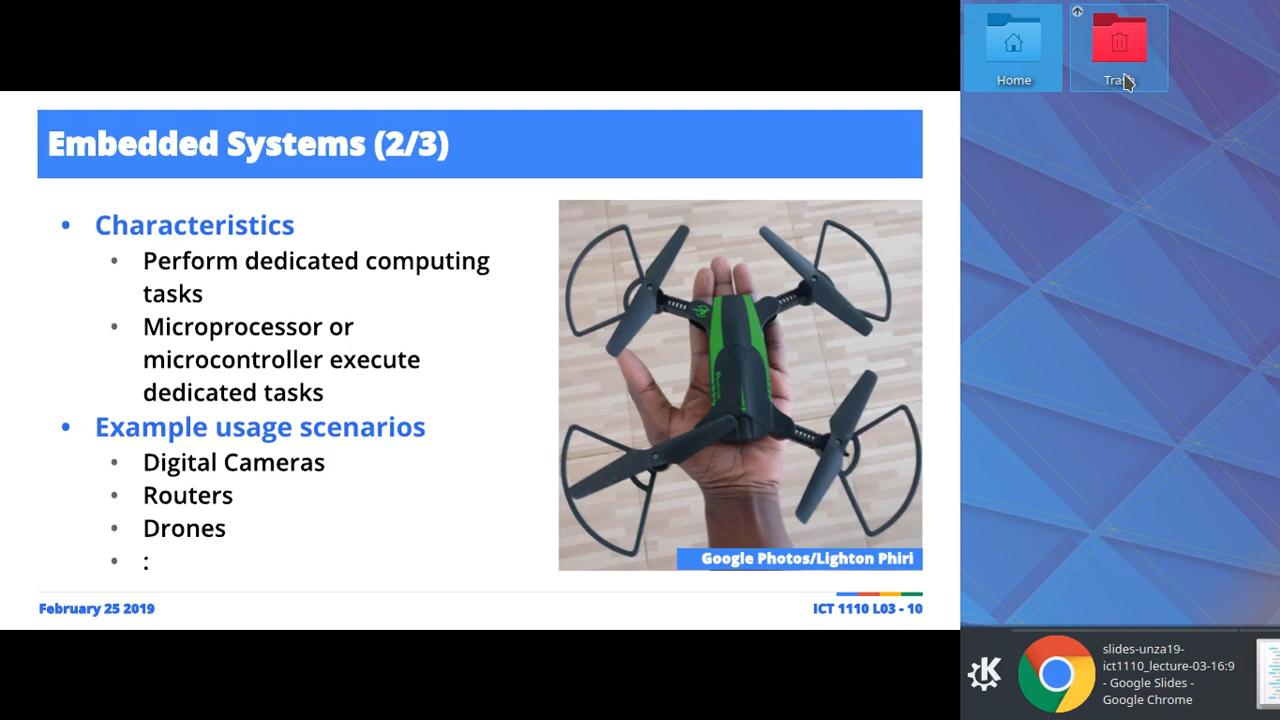 Embedded Systems (2/3)
• Characteristics
• Perform dedicated computing
tasks
• Microprocessor or
microcontroller execute
dedicated tasks
• Example usage scenarios
• Digital Cameras
• Routers
• Drones
• :
Google Photos/Lighton Phiri
February 25 2019
ICT 1110 L03 - 10
Home
Trash
slides-unza19-
ict1110_lecture-03-16:9
- Google Slides -
Google Chrome